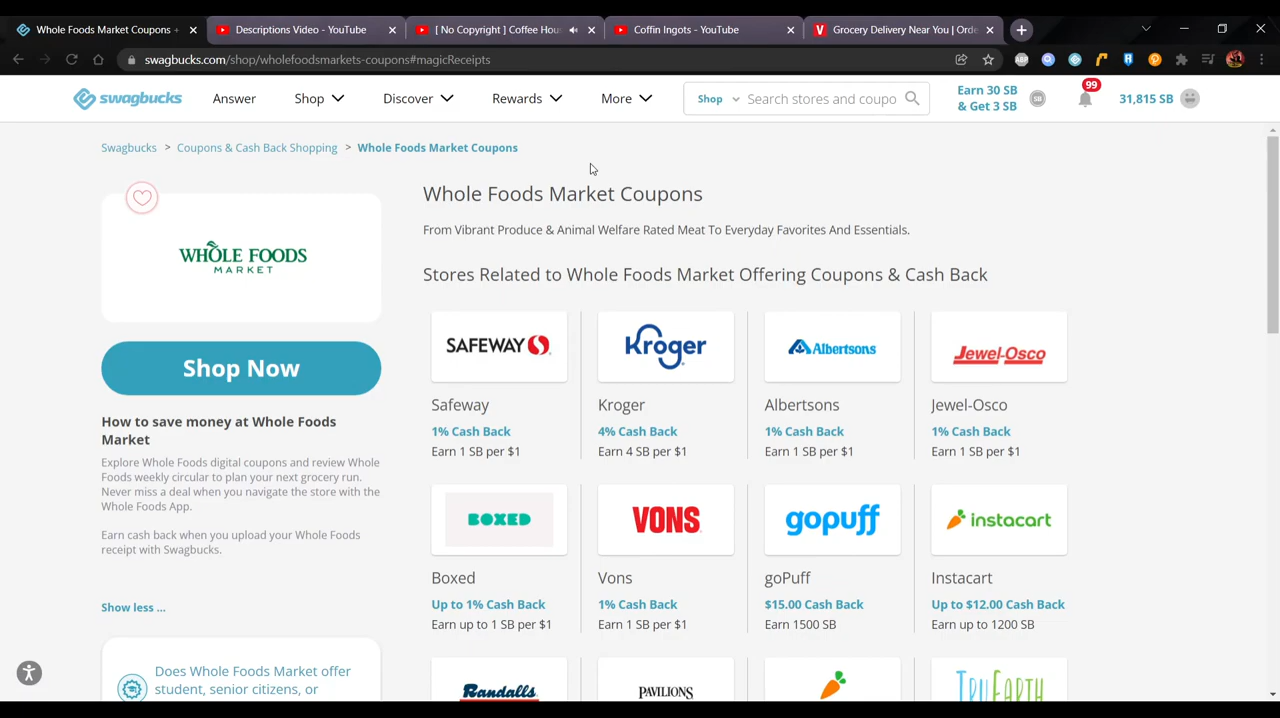 Whole Foods Market Coupons +
Descriptions Video - YouTube
[ No Copyright ] Coffee Hou
Coffin Ingots - YouTube
Grocery Delivery Near You | Orde
swagbucks.com/shop/wholefoodsmarkets-coupons#magicReceipts
ABP
swagbucks
Answer
Shop
Discover
Rewards
More
Shop
Search stores and coupo
Earn 30 SB
& Get 3 SB
SB
99
31,815 SB
Swagbucks > Coupons & Cash Back Shopping > Whole Foods Market Coupons
WHOLE FOODS
MARKET
Shop Now
How to save money at Whole Foods
Market
Explore Whole Foods digital coupons and review Whole
Foods weekly circular to plan your next grocery run.
Never miss a deal when you navigate the store with the
Whole Foods App.
Earn cash back when you upload your Whole Foods
receipt with Swagbucks.
Show less ...
Does Whole Foods Market offer
student, senior citizens, or
Whole Foods Market Coupons
From Vibrant Produce & Animal Welfare Rated Meat To Everyday Favorites And Essentials.
Stores Related to Whole Foods Market Offering Coupons & Cash Back
SAFEWAY
Safeway
1% Cash Back
Earn 1 SB per $1
Kroger
Kroger
4% Cash Back
Earn 4 SB per $1
Albertsons
Albertsons
1% Cash Back
Earn 1 SB per $1
Jewel-Osco
Jewel-Osco
1% Cash Back
Earn 1 SB per $1
BOXED
Boxed
Up to 1% Cash Back
Earn up to 1 SB per $1
VONS
Vons
1% Cash Back
Earn 1 SB per $1
gopuff
goPuff
$15.00 Cash Back
Earn 1500 SB
instacart
Instacart
Up to $12.00 Cash Back
Earn up to 1200 SB
Randalls
PAVILIONS
TRU EARTH